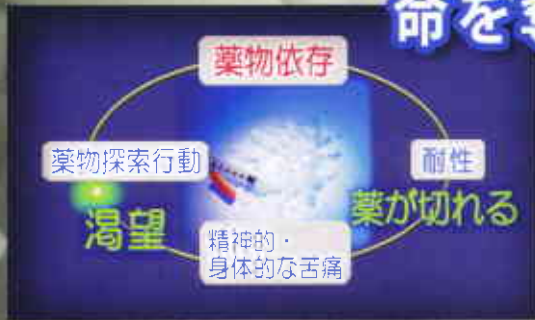 命を
薬物依存
薬物探索行動
耐性
渇望
薬が切れる
精神的・
身体的な苦痛